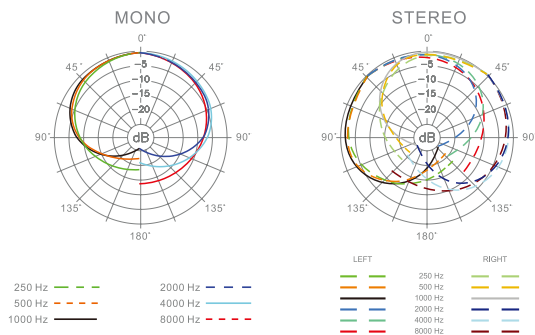 MONO
STEREO
0°
0°
45°
45°
45°
45°
−5
−10
−15
−20
−5
−10
−15
−20
90°
dB
90°
90°
dB
90
135°
135°
135°
135°
180°
180°
LEFT
RIGHT
250 Hz
2000 Hz
500 Hz
4000 Hz
1000 Hz
8000 Hz
250 Hz
500 Hz
1000 Hz
2000 Hz
4000 Hz
8000 Hz